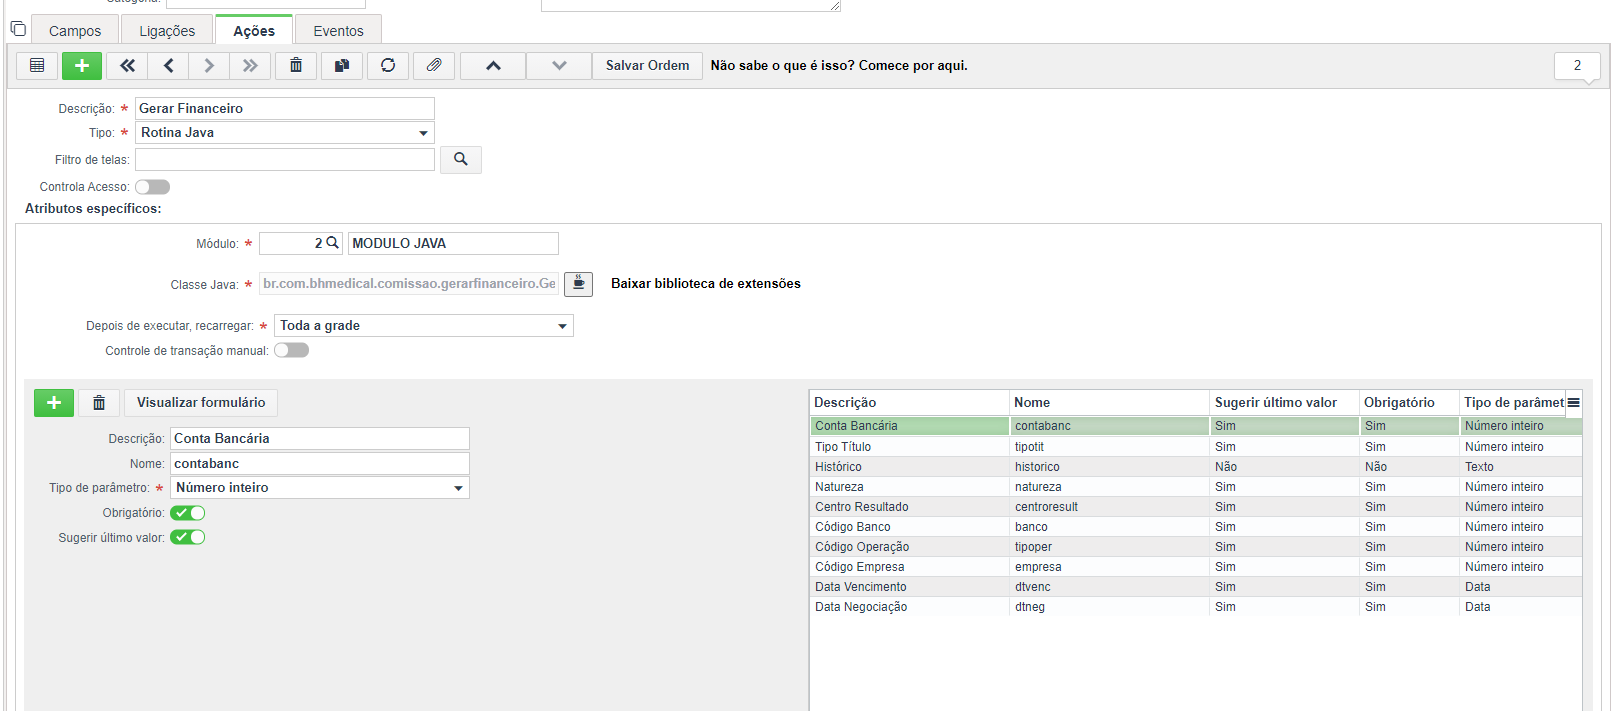 Campos Ligações Ações Eventos
Salvar Ordem Não sabe o que é isso? Comece por aqui. 2
Descrição: * Gerar Financeiro
Tipo: * Rotina Java
Filtro de telas:
Controla Acesso:
Atributos específicos:
Módulo: * 2 MODULO JAVA
Classe Java: * br.com.bhmedical.comissao.gerarfinanceiro.Ge Baixar biblioteca de extensões
Depois de executar, recarregar: * Toda a grade
Controle de transação manual:
Visualizar formulário
Descrição: Conta Bancária
Nome: contabanc
Tipo de parâmetro: * Número inteiro
Obrigatório:
Sugerir último valor:
Descrição Nome Sugerir último valor Obrigatório Tipo de parâmet
Conta Bancária contabanc Sim Sim Número inteiro
Tipo Título tipotit Sim Sim Número inteiro
Histórico historico Não Não Texto
Natureza natureza Sim Sim Número inteiro
Centro Resultado centroresult Sim Sim Número inteiro
Código Banco banco Sim Sim Número inteiro
Código Operação tipoper Sim Sim Número inteiro
Código Empresa empresa Sim Sim Número inteiro
Data Vencimento dtvenc Sim Sim Data
Data Negociação dtneg Sim Sim Data